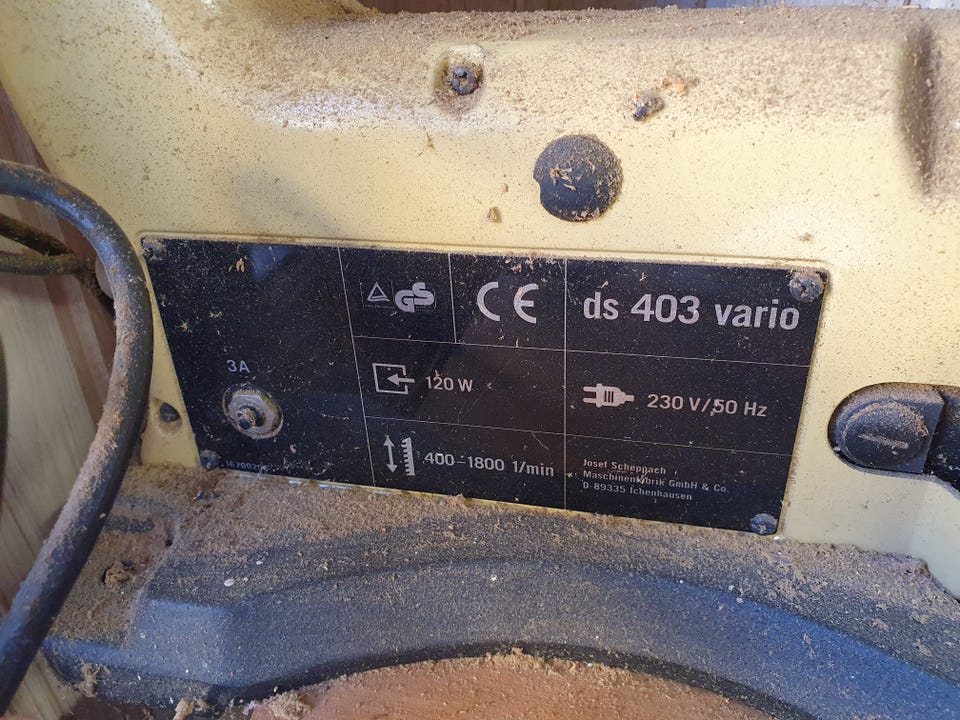 GS
CE
ds 403 vario
3A
120 W
230 V/50 Hz
400-1800 1/min
Josef Scheppach
Maschinenfabrik GmbH & Co.
D-89335 Ichenhausen